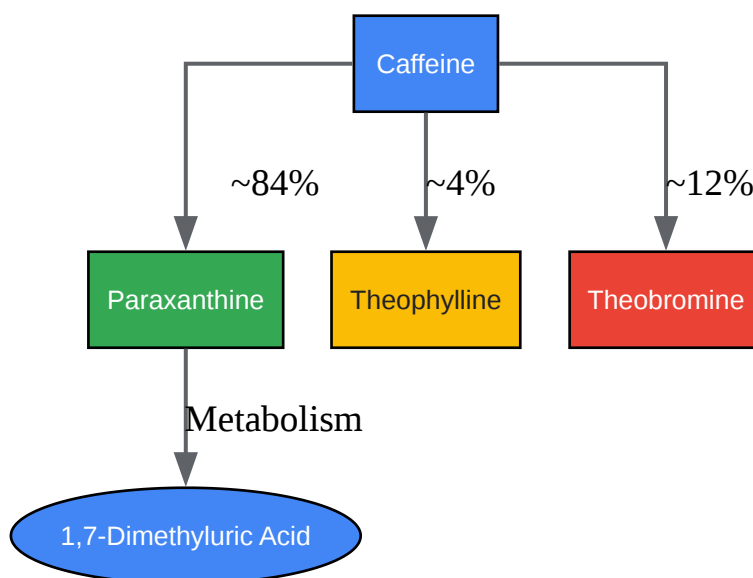 Caffeine
~84%
~4%
~12%
Paraxanthine
Theophylline
Theobromine
Metabolism
1,7-Dimethyluric Acid